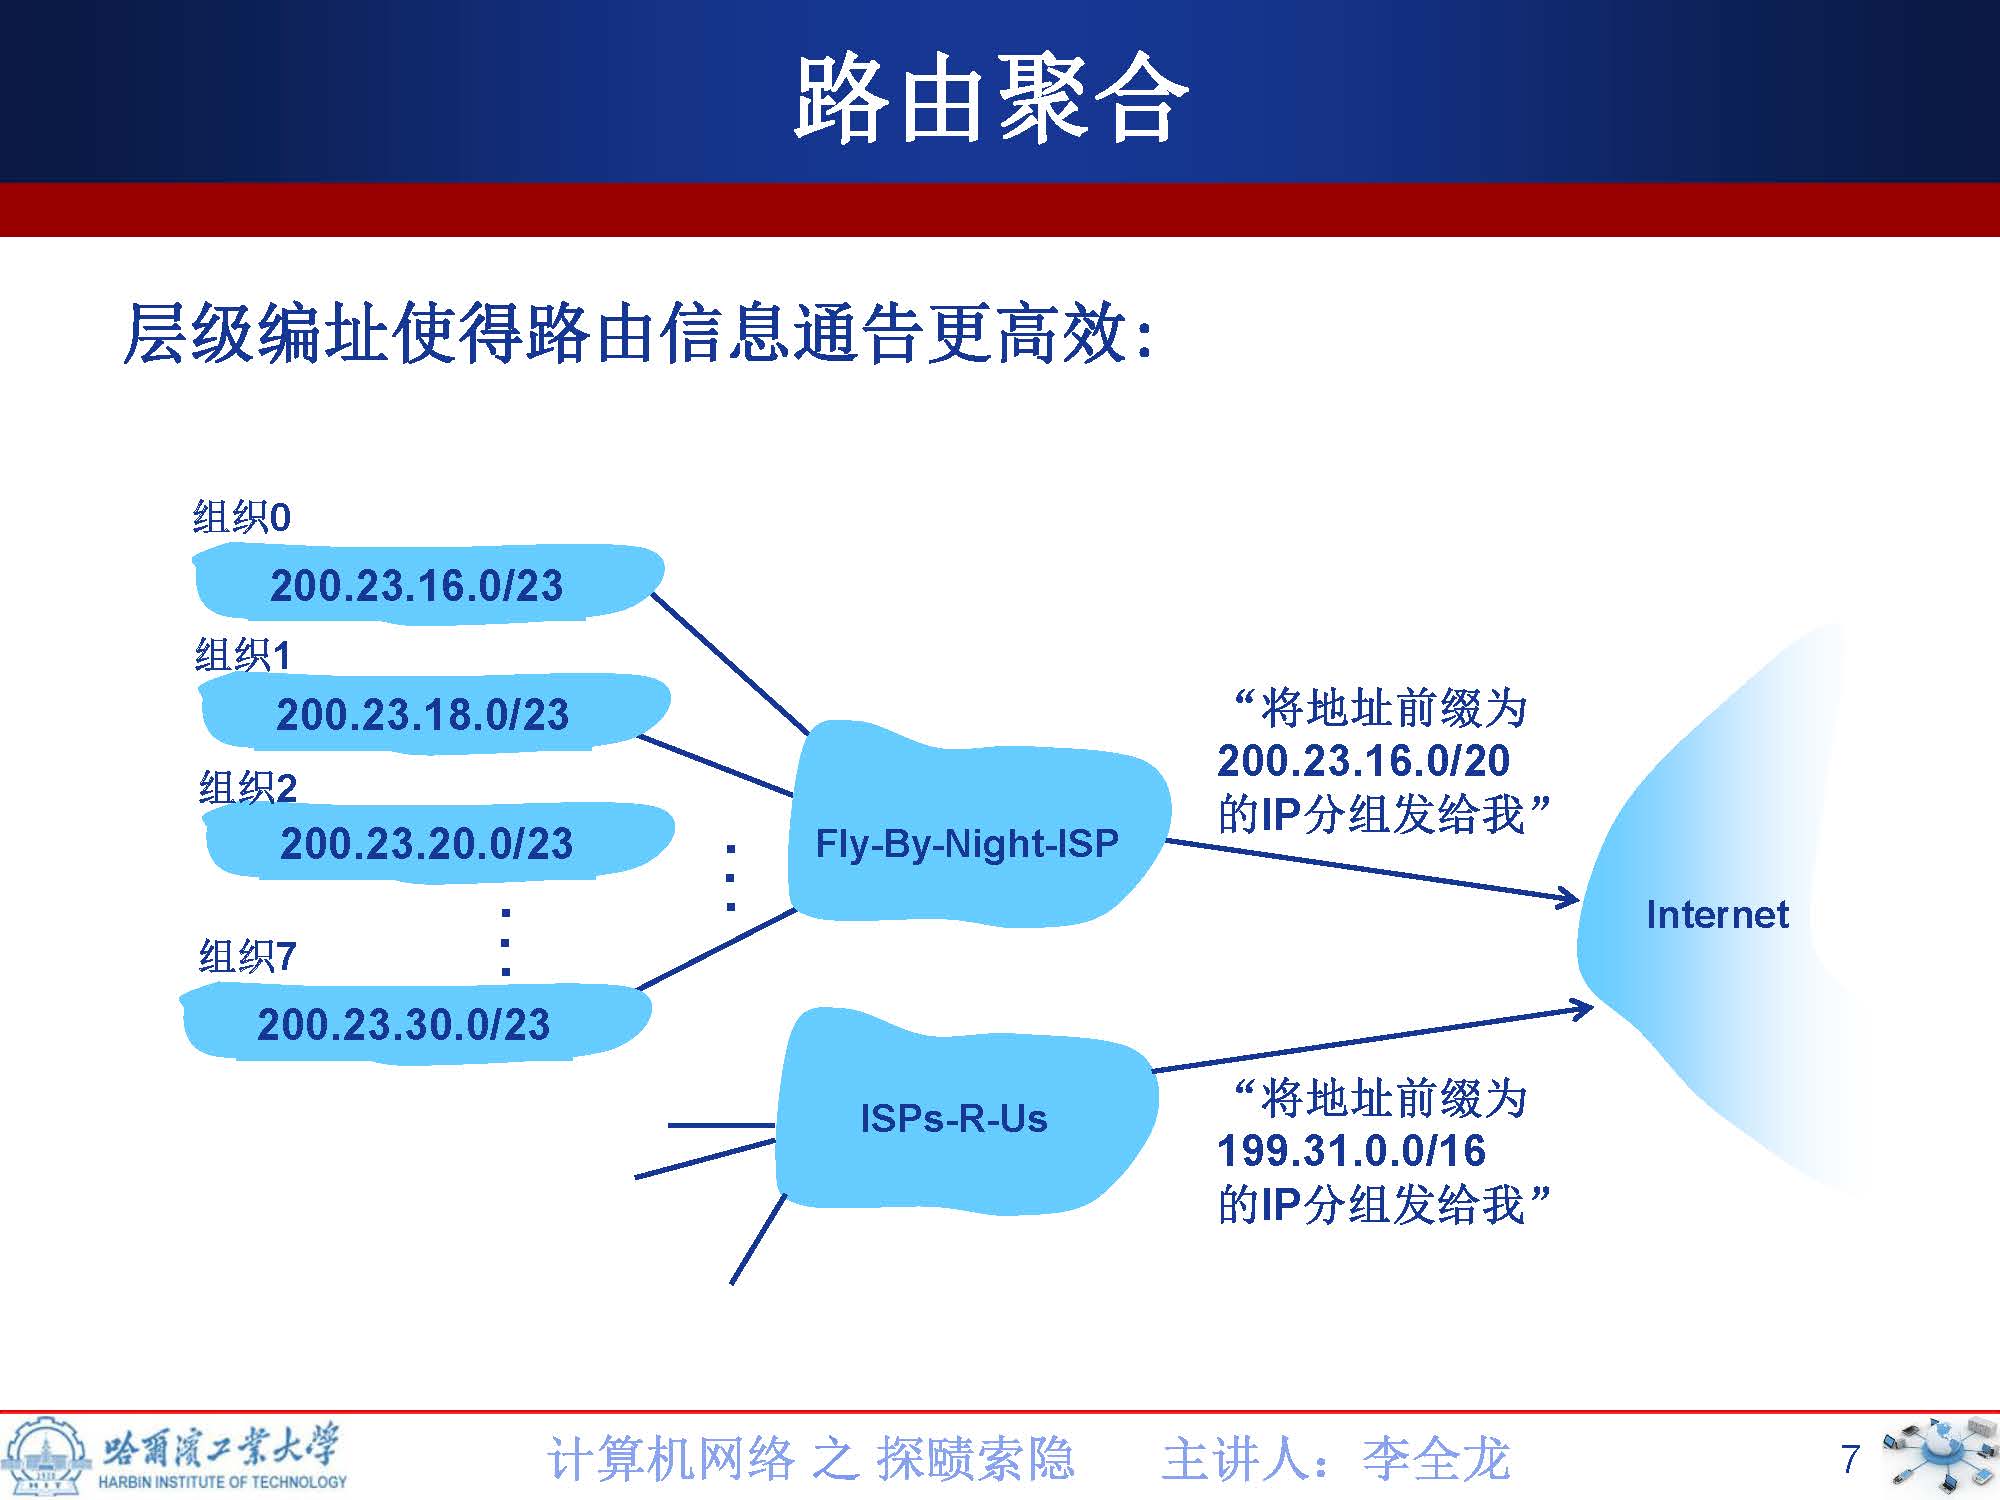 路由聚合
层级编址使得路由信息通告更高效：
组织0
200.23.16.0/23
组织1
200.23.18.0/23
组织2
200.23.20.0/23
组织7
200.23.30.0/23
Fly-By-Night-ISP
“将地址前缀为
200.23.16.0/20
的IP分组发给我”
Internet
ISPs-R-Us
“将地址前缀为
199.31.0.0/16
的IP分组发给我”
哈爾濱工業大學
HARBIN INSTITUTE OF TECHNOLOGY
计算机网络 之 探赜索隐 主讲人：李全龙
7